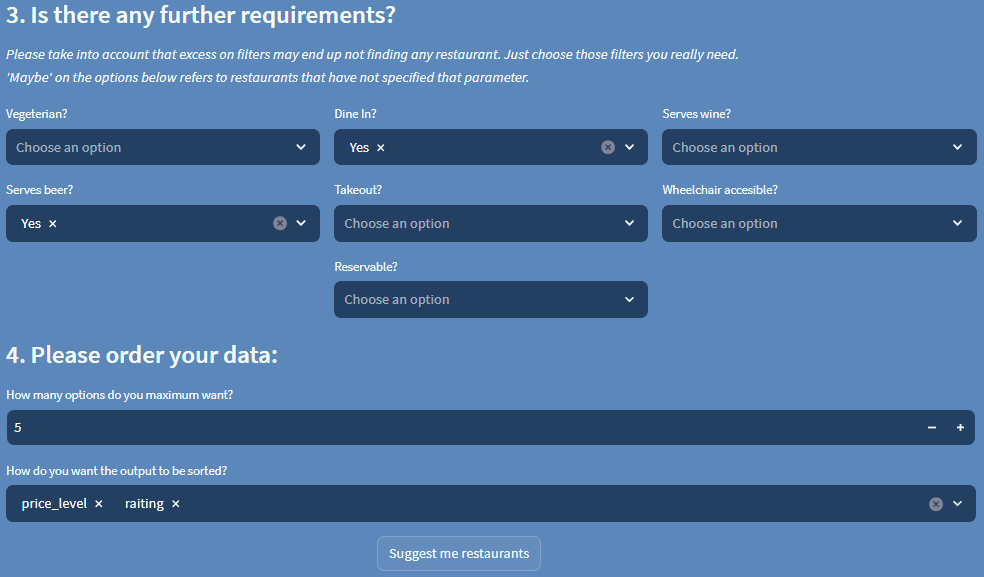 3. Is there any further requirements?
Please take into account that excess on filters may end up not finding any restaurant. Just choose those filters you really need.
'Maybe' on the options below refers to restaurants that have not specified that parameter.
Vegeterian? Dine In? Serves wine?
Choose an option Yes × Choose an option
Serves beer? Takeout? Wheelchair accesible?
Yes × Choose an option Choose an option
Reservable?
Choose an option
4. Please order your data:
How many options do you maximum want?
5 − +
How do you want the output to be sorted?
price_level × raiting ×
Suggest me restaurants